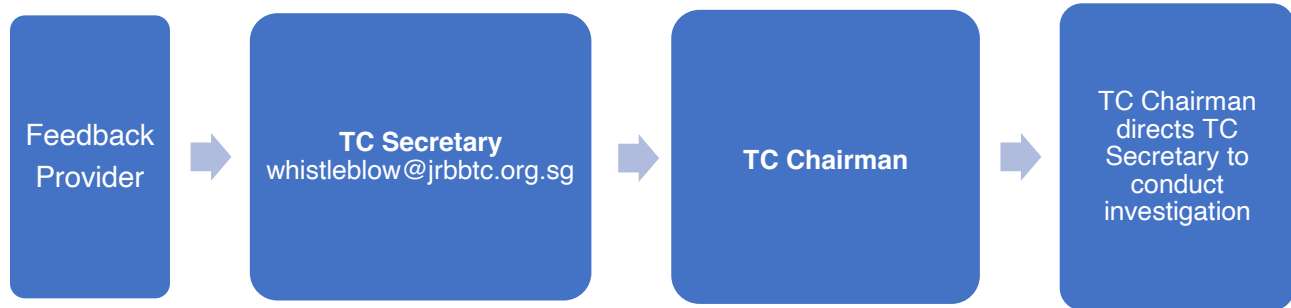 Feedback
Provider
TC Secretary
whistleblow@jrbbtc.org.sg
TC Chairman
TC Chairman
directs TC
Secretary to
conduct
investigation